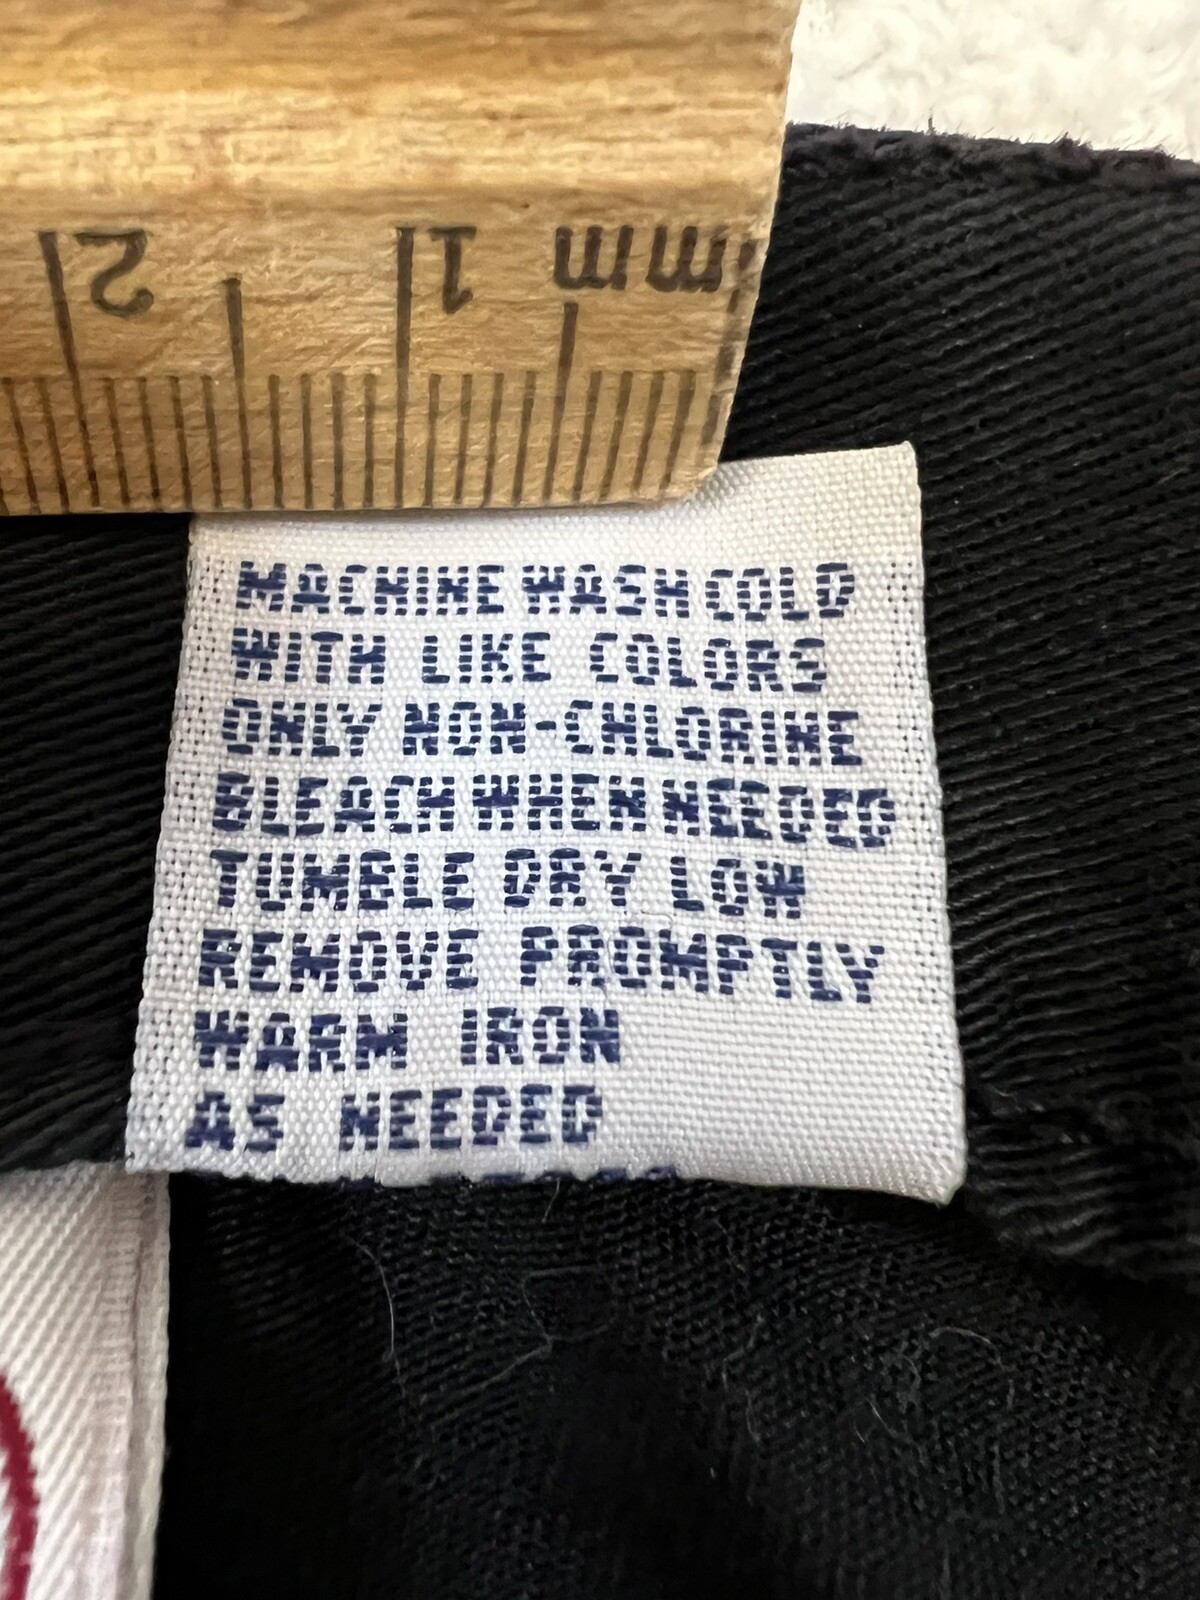 2 1 mm
MACHINE WASH COLD
WITH LIKE COLORS
ONLY NON-CHLORINE
BLEACH WHEN NEEDED
TUMBLE DRY LOW
REMOVE PROMPTLY
WARM IRON
AS NEEDED